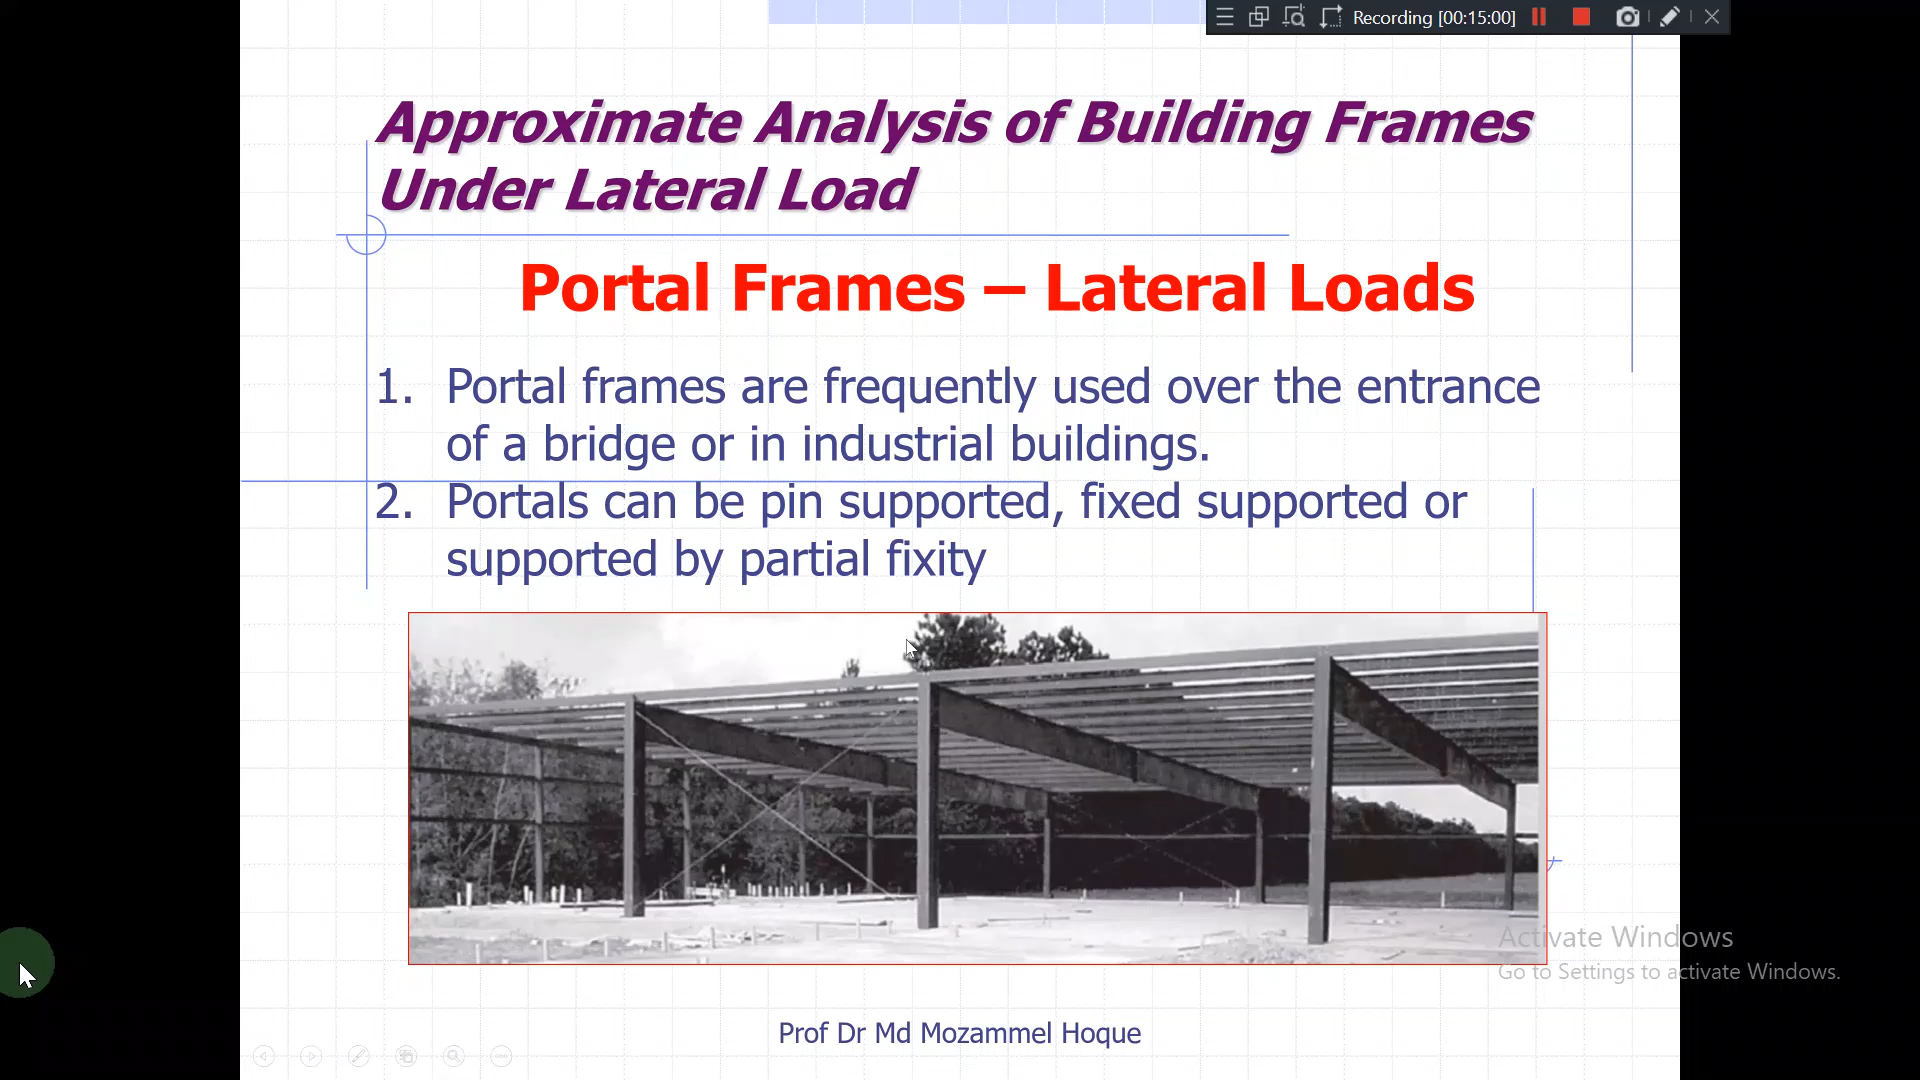 Recording [00:15:00]
Approximate Analysis of Building Frames
Under Lateral Load
Portal Frames – Lateral Loads
1. Portal frames are frequently used over the entrance
of a bridge or in industrial buildings.
2. Portals can be pin supported, fixed supported or
supported by partial fixity
Activate Windows
Go to Settings to activate Windows.
Prof Dr Md Mozammel Hoque